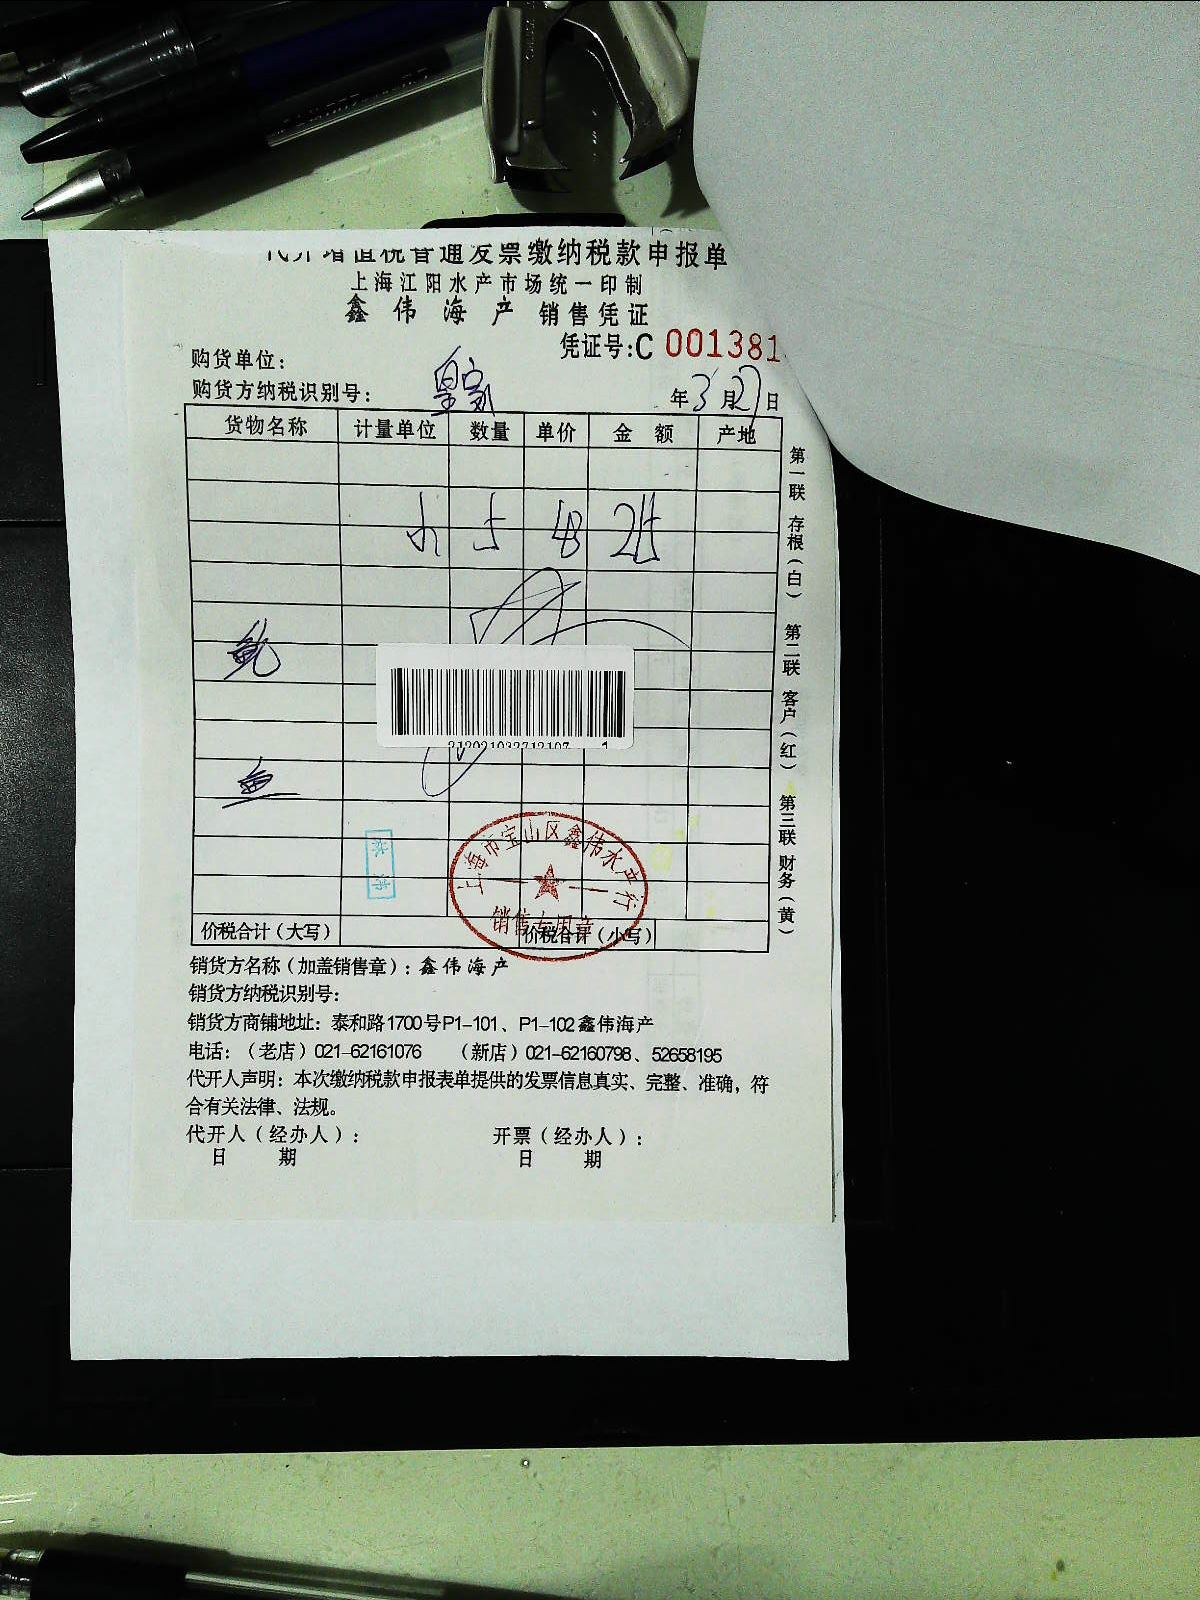 代开增值税普通发票缴纳税款申报单
上海江阳水产市场统一印制
鑫伟海产 销售凭证
凭证号:C 001381
购货单位:
皇家
购货方纳税识别号:
年3月27日
货物名称 计量单位 数量 单价 金 额 产地
鲍
鱼
上海市宝山区鑫伟水产行
销售专用章
价税合计(大写) 价税合计(小写)
第一联 存根(白) 第二联 客户(红) 第三联 财务(黄)
销货方名称(加盖销售章): 鑫伟海产
销货方纳税识别号:
销货方商铺地址: 泰和路1700号P1-101、P1-102鑫伟海产
电话:(老店)021-62161076 (新店)021-62160798、52658195
代开人声明: 本次缴纳税款申报表单提供的发票信息真实、完整、准确,符
合有关法律、法规。
代开人(经办人): 开票(经办人):
日 期 日 期